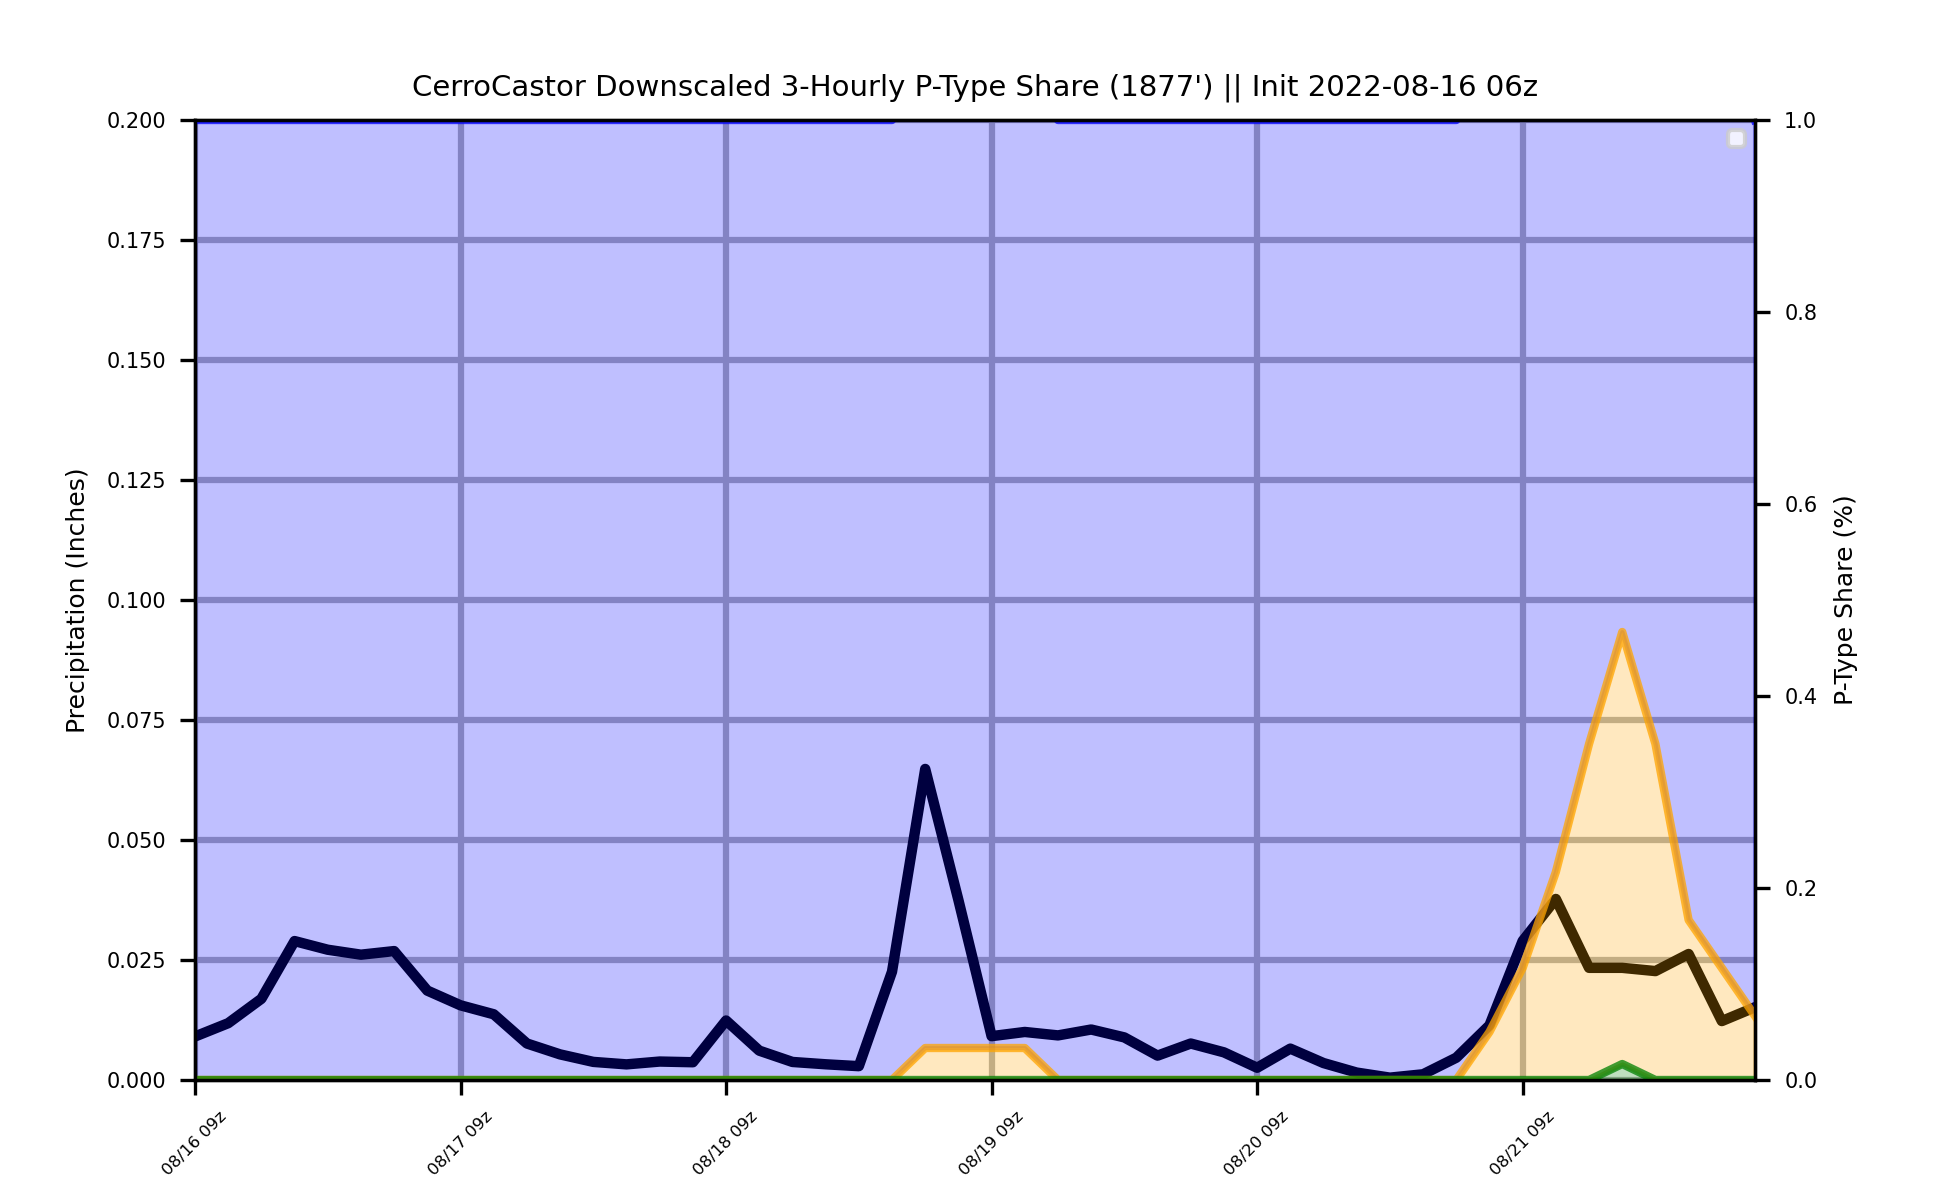 CerroCastor Downscaled 3-Hourly P-Type Share (1877') || Init 2022-08-16 06z
Precipitation (Inches)
0.200
0.175
0.150
0.125
0.100
0.075
0.050
0.025
0.000
1.0
0.8
0.6
0.4
0.2
0.0
P-Type Share (%)
08/16 09z
08/17 09z
08/18 09z
08/19 09z
08/20 09z
08/21 09z